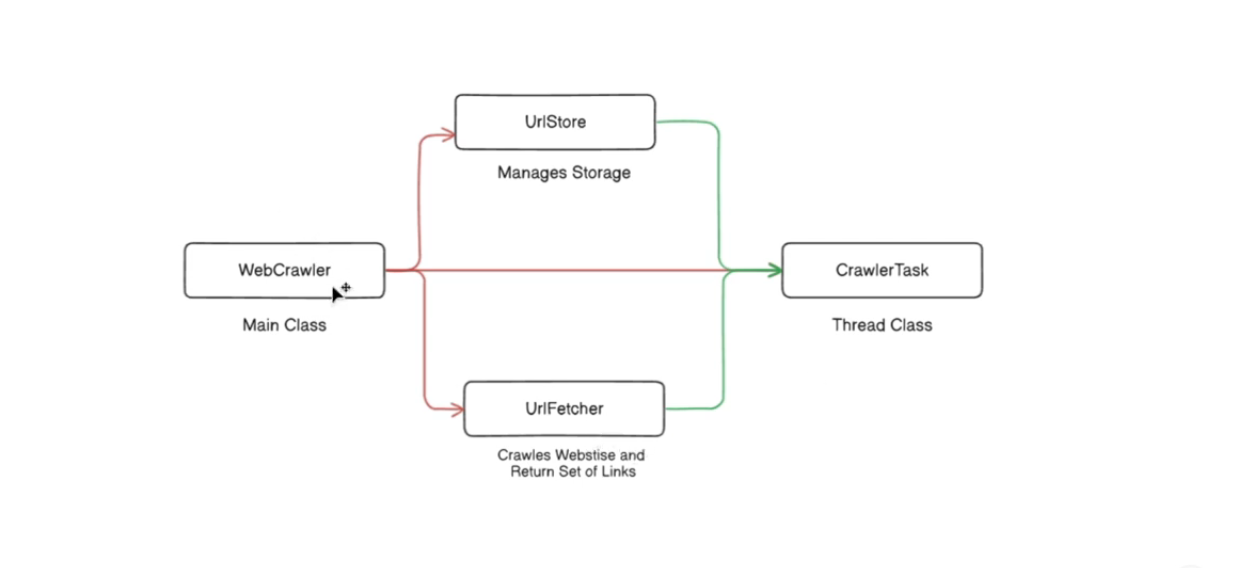 UrlStore
Manages Storage
WebCrawler
Main Class
CrawlerTask
Thread Class
UrlFetcher
Crawles Webstise and
Return Set of Links